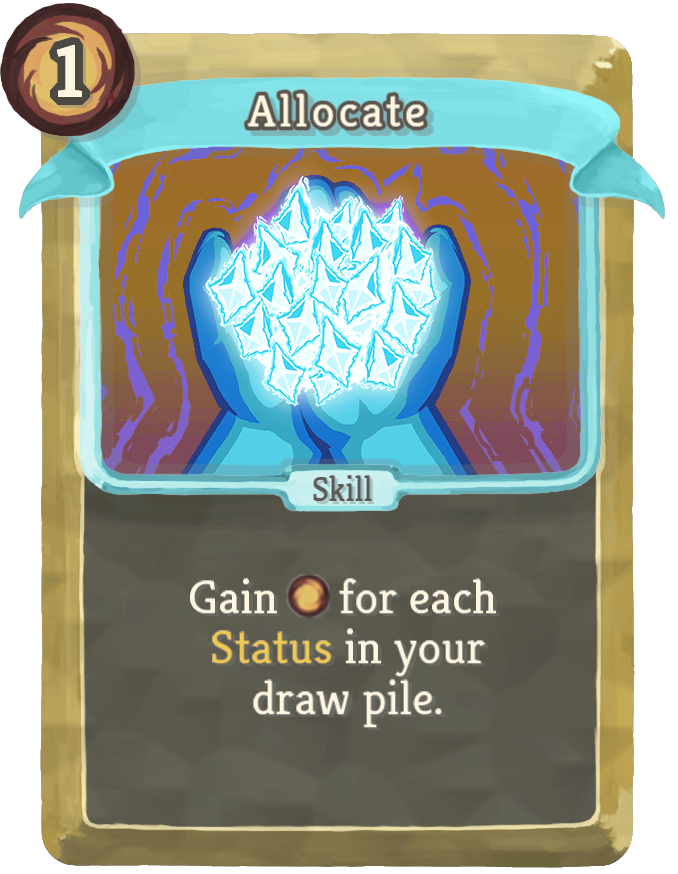 1
Allocate
Skill
Gain for each
Status in your
draw pile.